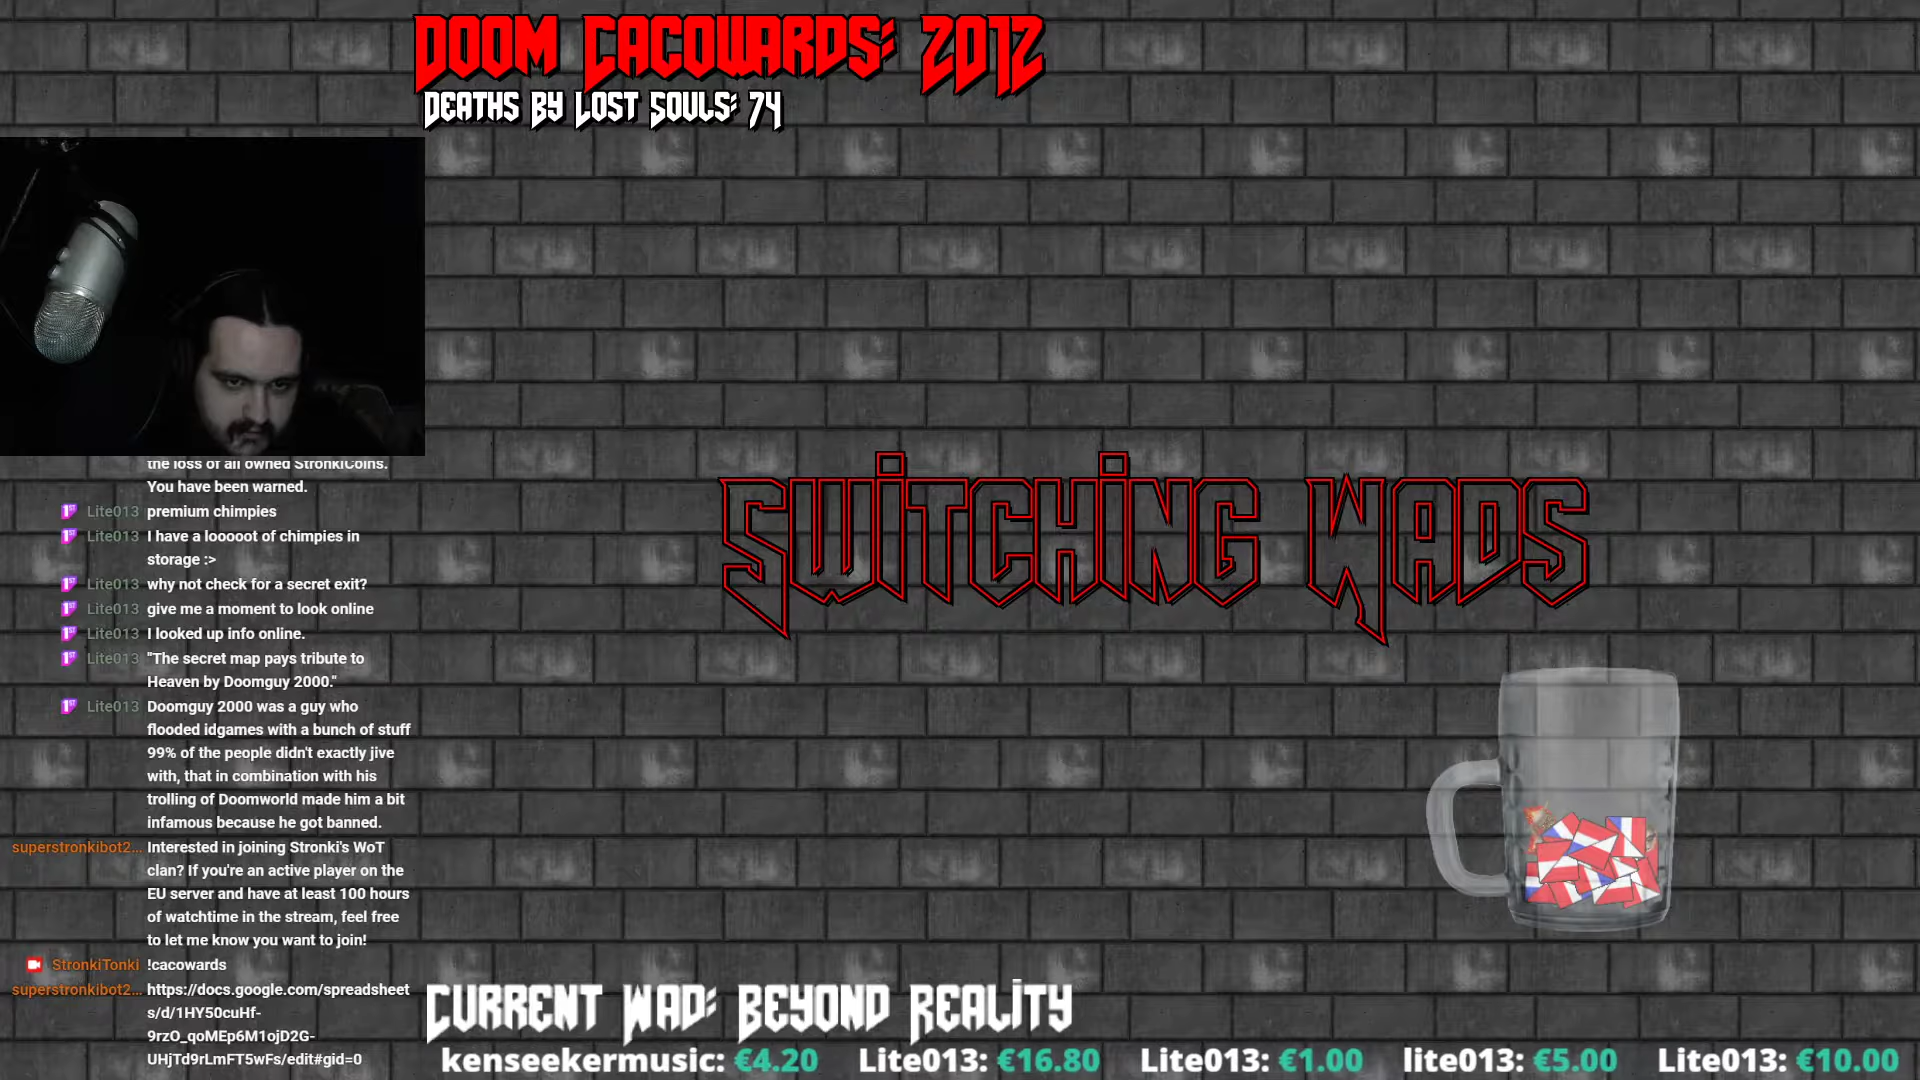 DOOM CACOWARDS: 2012
DEATHS BY LOST SOULS: 74
the loss of all owned StronkiCoins.
You have been warned.
Lite013 premium chimpies
Lite013 I have a looooot of chimpies in
storage :>
Lite013 why not check for a secret exit?
Lite013 give me a moment to look online
Lite013 I looked up info online.
Lite013 "The secret map pays tribute to
Heaven by Doomguy 2000."
Lite013 Doomguy 2000 was a guy who
flooded idgames with a bunch of stuff
99% of the people didn't exactly jive
with, that in combination with his
trolling of Doomworld made him a bit
infamous because he got banned.
superstronkibot2... Interested in joining Stronki's WoT
clan? If you're an active player on the
EU server and have at least 100 hours
of watchtime in the stream, feel free
to let me know you want to join!
StronkiTonki !cacowards
superstronkibot2... https://docs.google.com/spreadsheet
s/d/1HY50cuHf-
9rzO_qoMEp6M1ojD2G-
UHjTd9rLmFT5wFs/edit#gid=0
SWITCHING WADS
CURRENT WAD: BEYOND REALITY
kenseekermusic: €4.20 Lite013: €16.80 Lite013: €1.00 lite013: €5.00 Lite013: €10.00